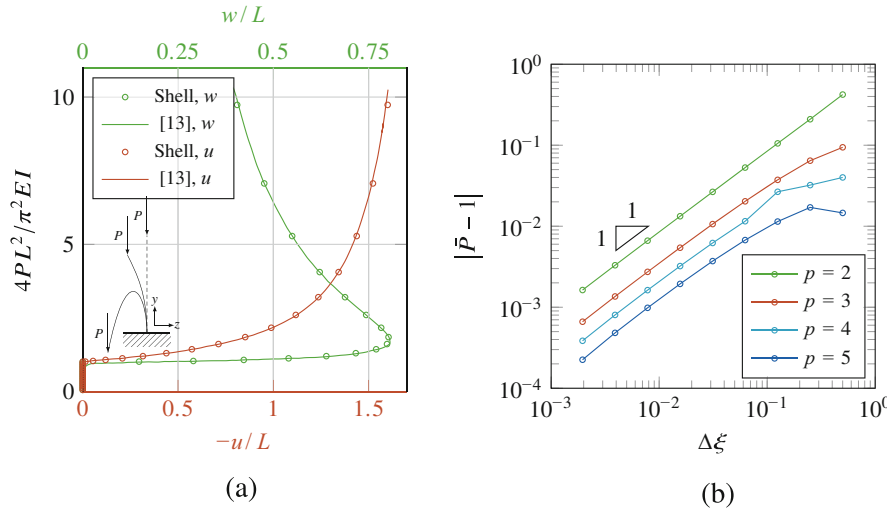 w/L
0 0.25 0.5 0.75
10
5
0
4PL²/π²EI
Shell, w
[13], w
Shell, u
[13], u
P
P
P
y
z
0 0.5 1 1.5
−u/L
(a)
10⁰
10⁻¹
10⁻²
10⁻³
10⁻⁴
|P̄ − 1|
1
1
p = 2
p = 3
p = 4
p = 5
10⁻³ 10⁻² 10⁻¹ 10⁰
Δξ
(b)